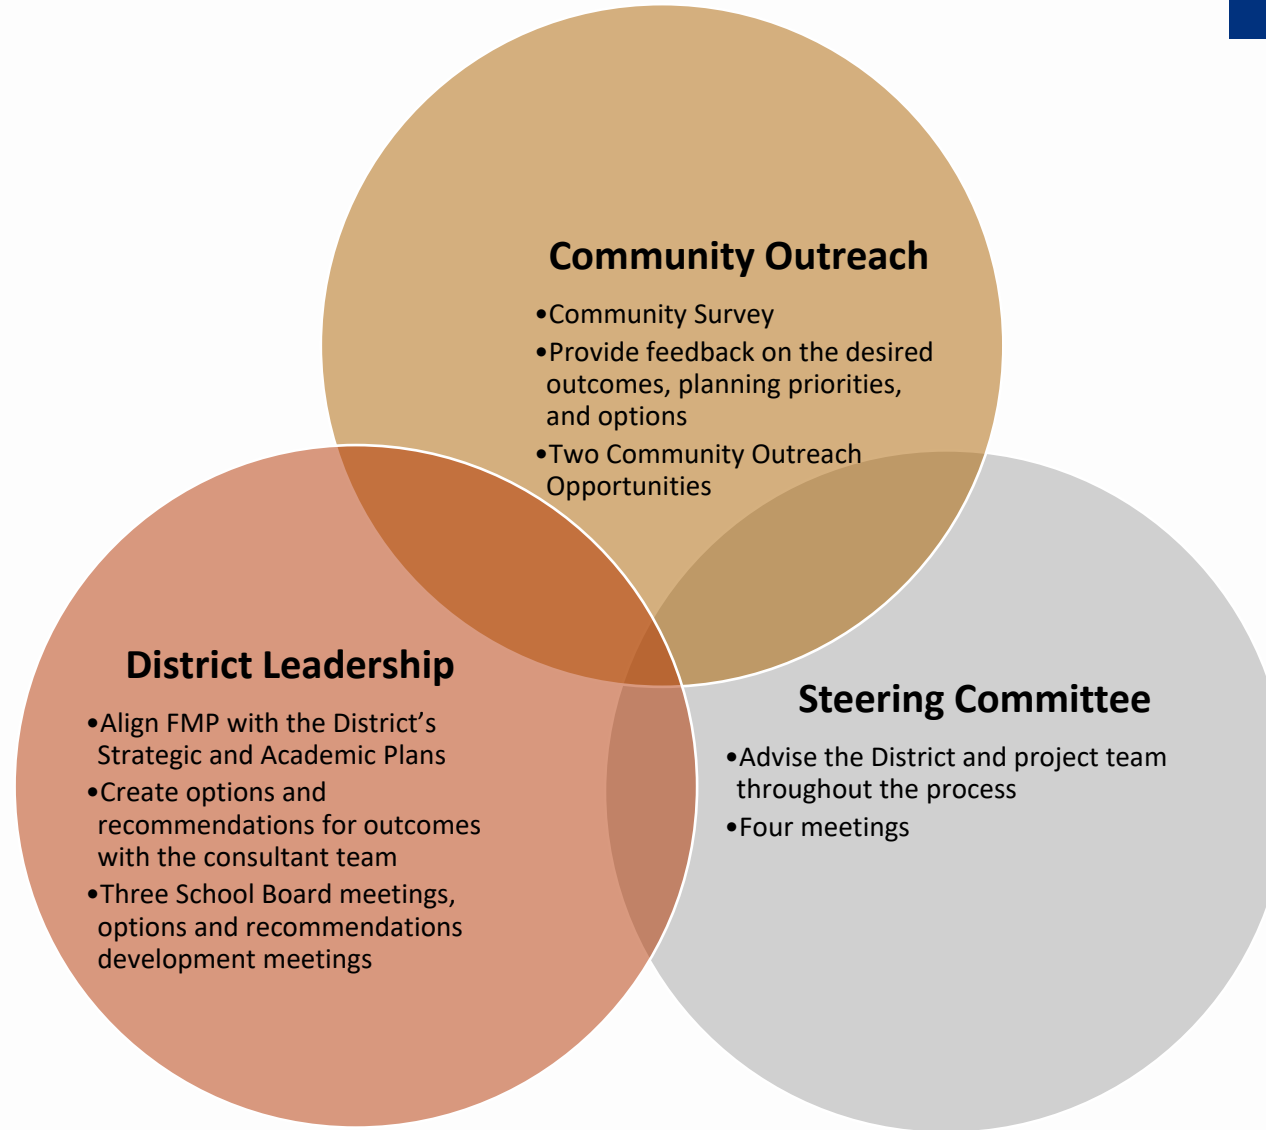 Community Outreach
•Community Survey
•Provide feedback on the desired
outcomes, planning priorities,
and options
•Two Community Outreach
Opportunities
District Leadership
•Align FMP with the District’s
Strategic and Academic Plans
•Create options and
recommendations for outcomes
with the consultant team
•Three School Board meetings,
options and recommendations
development meetings
Steering Committee
•Advise the District and project team
throughout the process
•Four meetings